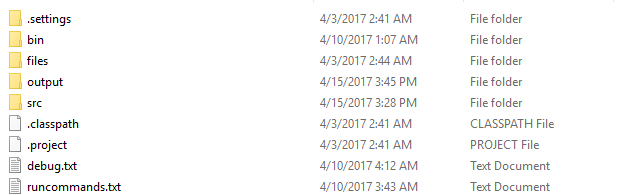 .settings 4/3/2017 2:41 AM File folder
bin 4/10/2017 1:07 AM File folder
files 4/3/2017 2:44 AM File folder
output 4/15/2017 3:45 PM File folder
src 4/15/2017 3:28 PM File folder
.classpath 4/3/2017 2:41 AM CLASSPATH File
.project 4/3/2017 2:41 AM PROJECT File
debug.txt 4/10/2017 4:12 AM Text Document
runcommands.txt 4/10/2017 3:43 AM Text Document